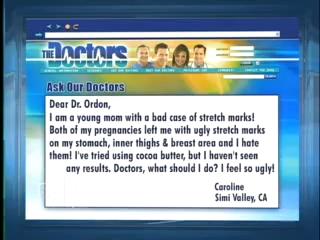 THE Doctors
Ask Our Doctors
Dear Dr. Ordon,
I am a young mom with a bad case of stretch marks!
Both of my pregnancies left me with ugly stretch marks
on my stomach, inner thighs & breast area and I hate
them! I've tried using cocoa butter, but I haven't seen
any results. Doctors, what should I do? I feel so ugly!
Caroline
Simi Valley, CA